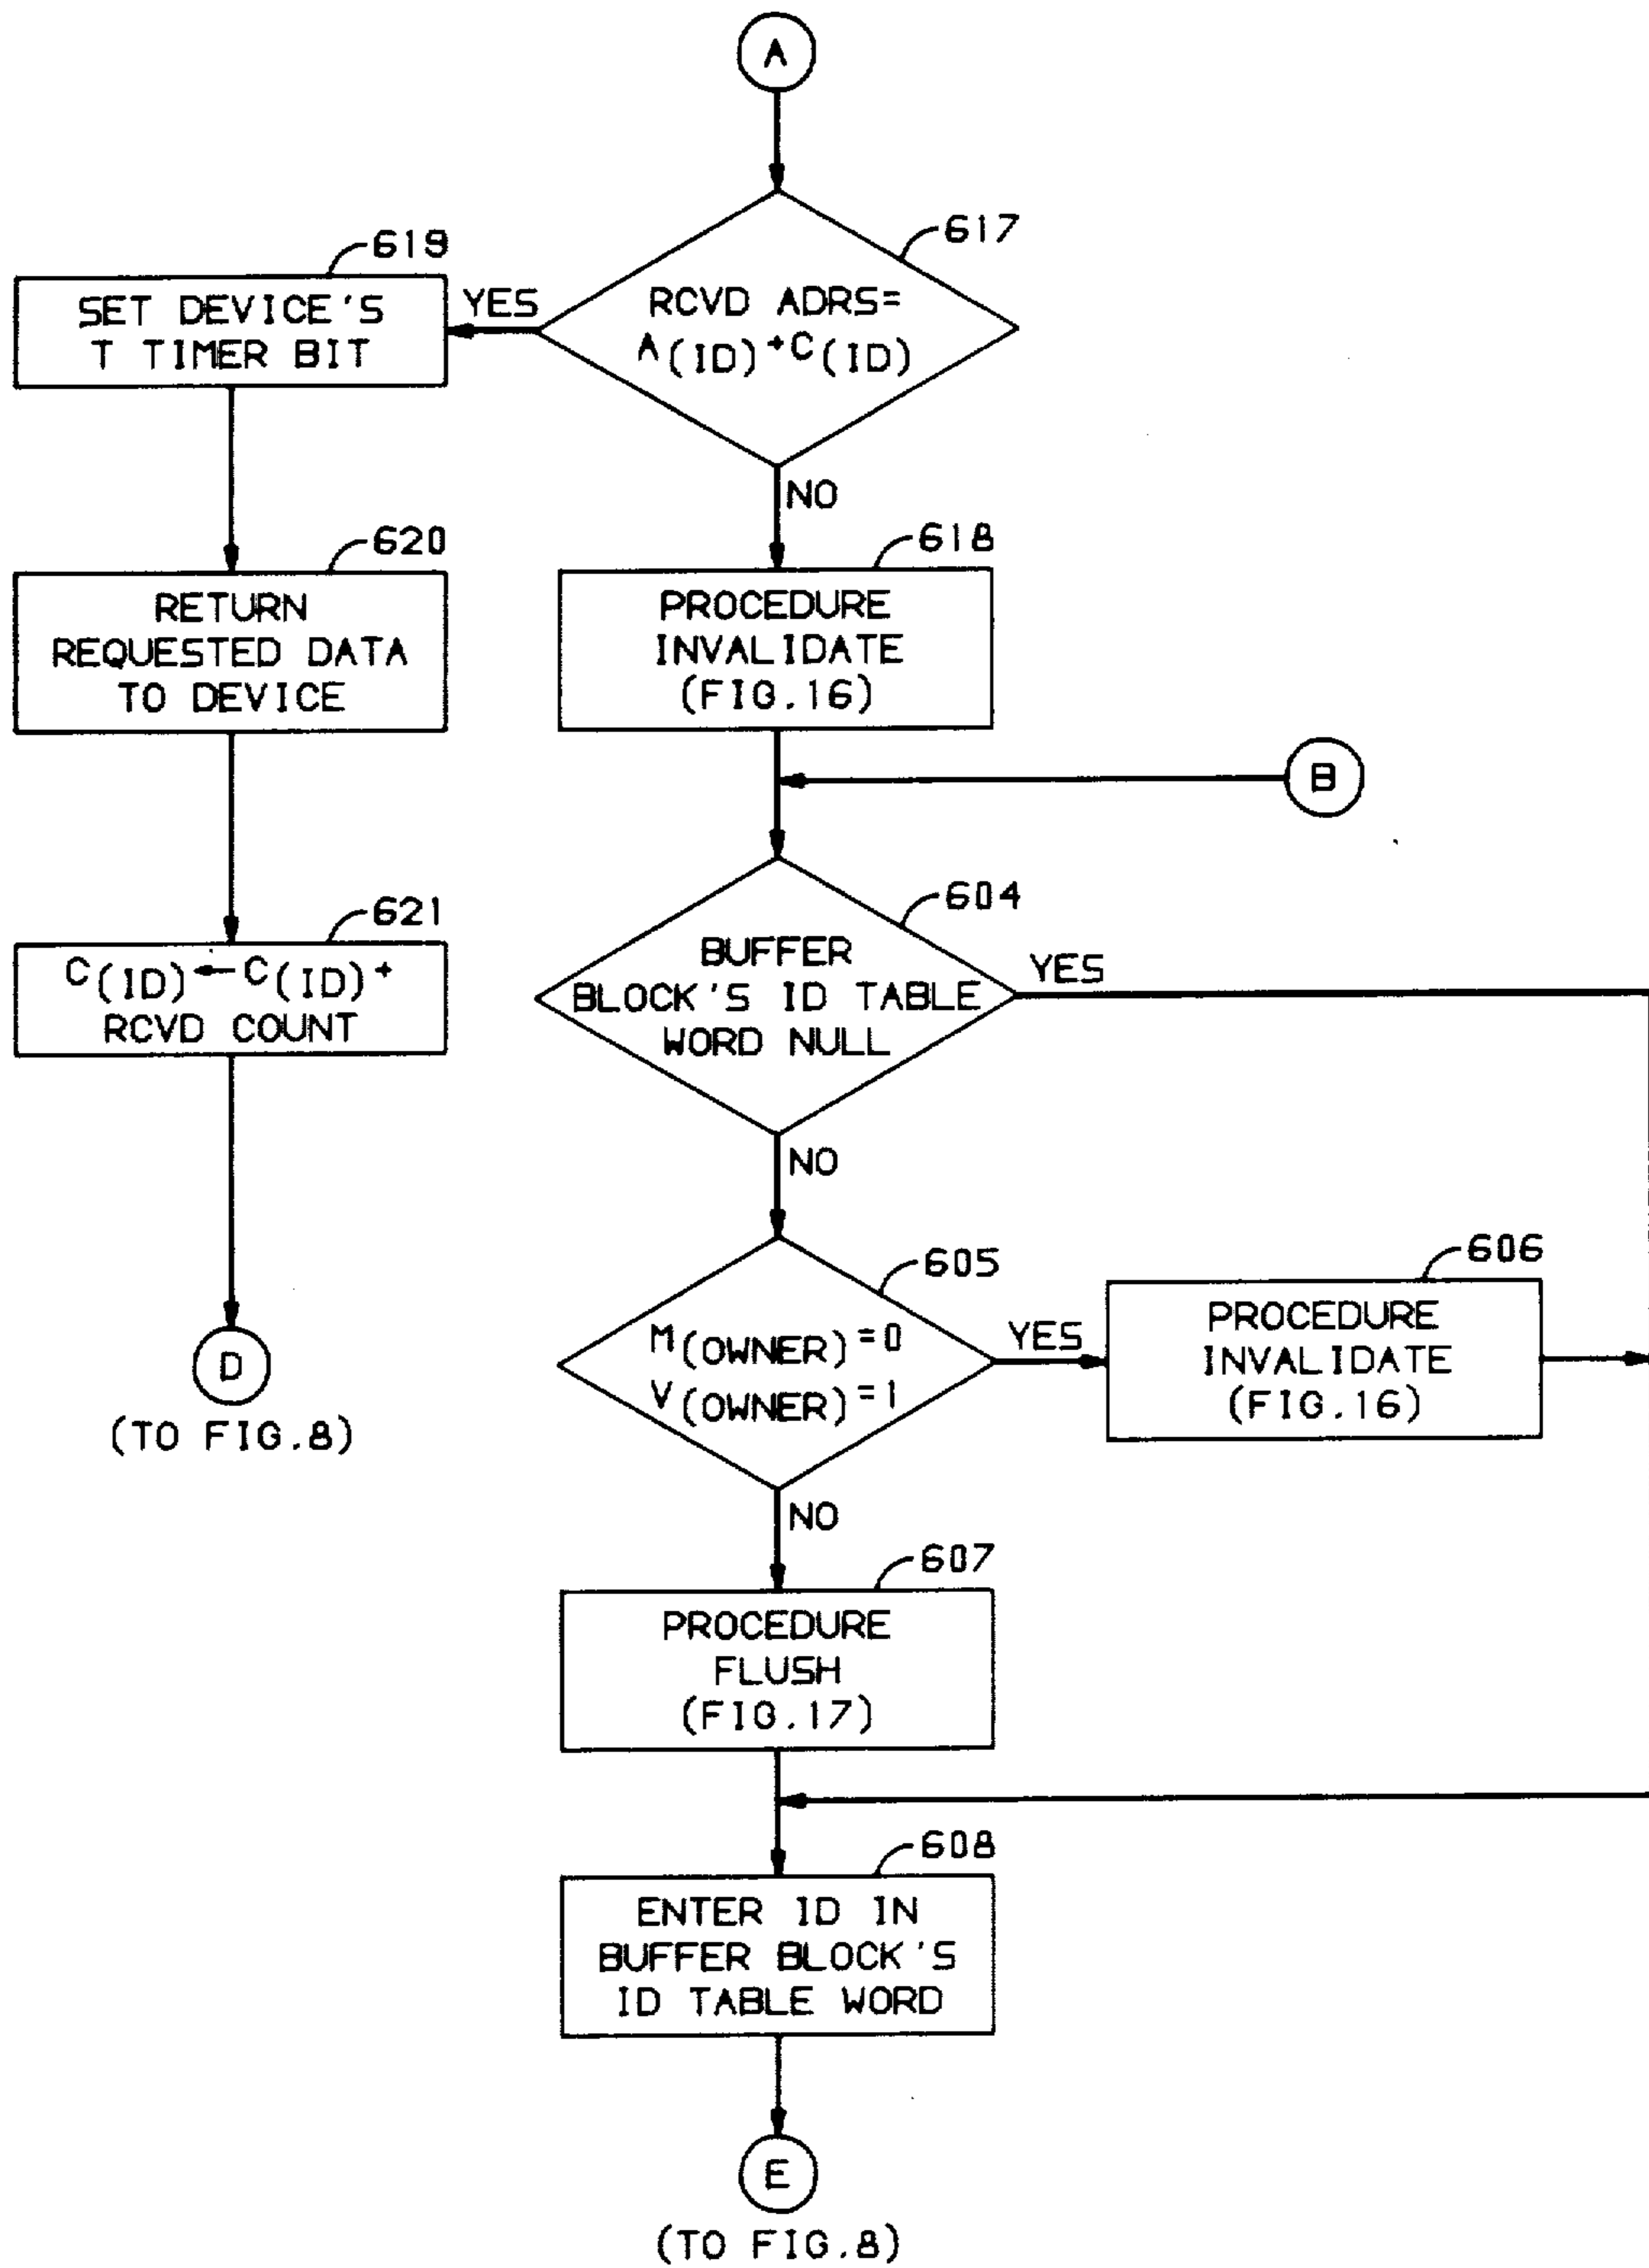 A
617
RCVD ADRS=
A(ID)+C(ID)
YES
NO
619
SET DEVICE'S
T TIMER BIT
620
RETURN
REQUESTED DATA
TO DEVICE
621
C(ID)←C(ID)+
RCVD COUNT
D
(TO FIG.8)
618
PROCEDURE
INVALIDATE
(FIG.16)
B
604
BUFFER
BLOCK'S ID TABLE
WORD NULL
YES
NO
605
M(OWNER)=0
V(OWNER)=1
YES
606
PROCEDURE
INVALIDATE
(FIG.16)
NO
607
PROCEDURE
FLUSH
(FIG.17)
608
ENTER ID IN
BUFFER BLOCK'S
ID TABLE WORD
E
(TO FIG.8)